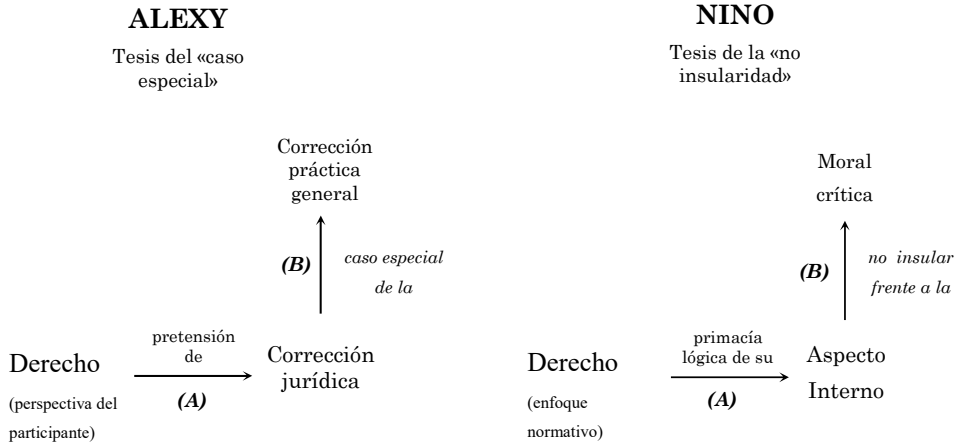 ALEXY
Tesis del «caso
especial»
Corrección
práctica
general
(B)
caso especial
de la
Derecho
(perspectiva del
participante)
pretensión
de
(A)
Corrección
jurídica
NINO
Tesis de la «no
insularidad»
Moral
crítica
(B)
no insular
frente a la
Derecho
(enfoque
normativo)
primacía
lógica de su
(A)
Aspecto
Interno